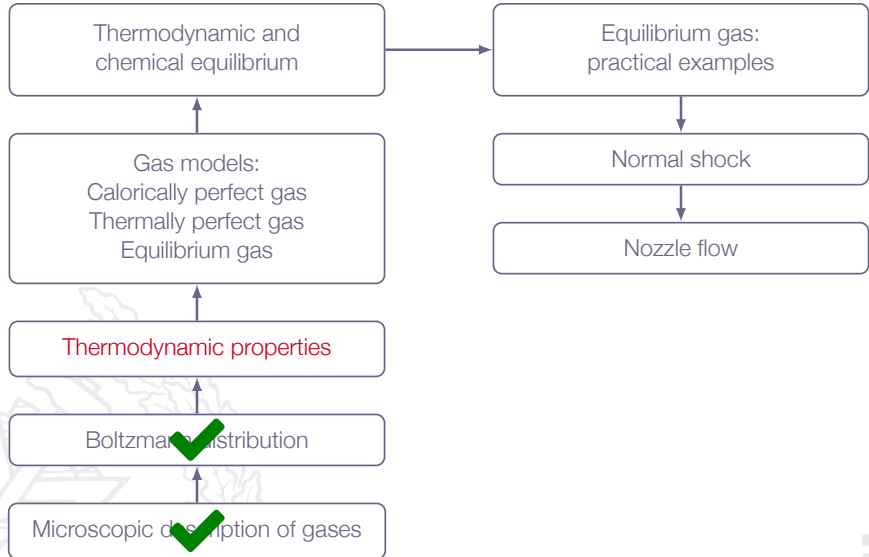 Thermodynamic and
chemical equilibrium
Gas models:
Calorically perfect gas
Thermally perfect gas
Equilibrium gas
Thermodynamic properties
distribution
Microscopic of gases
Equilibrium gas:
practical examples
Normal shock
Nozzle flow